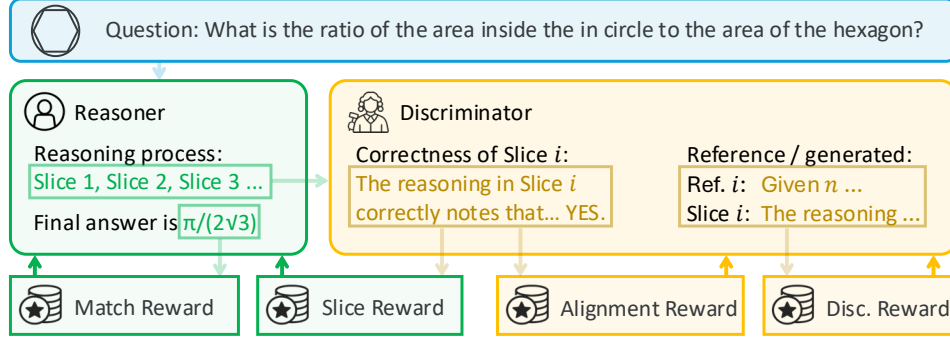 Question: What is the ratio of the area inside the in circle to the area of the hexagon?
Reasoner
Reasoning process:
Slice 1, Slice 2, Slice 3 ...
Final answer is π/(2√3)
Discriminator
Correctness of Slice i:
The reasoning in Slice i
correctly notes that... YES.
Reference / generated:
Ref. i: Given n ...
Slice i: The reasoning ...
Match Reward
Slice Reward
Alignment Reward
Disc. Reward